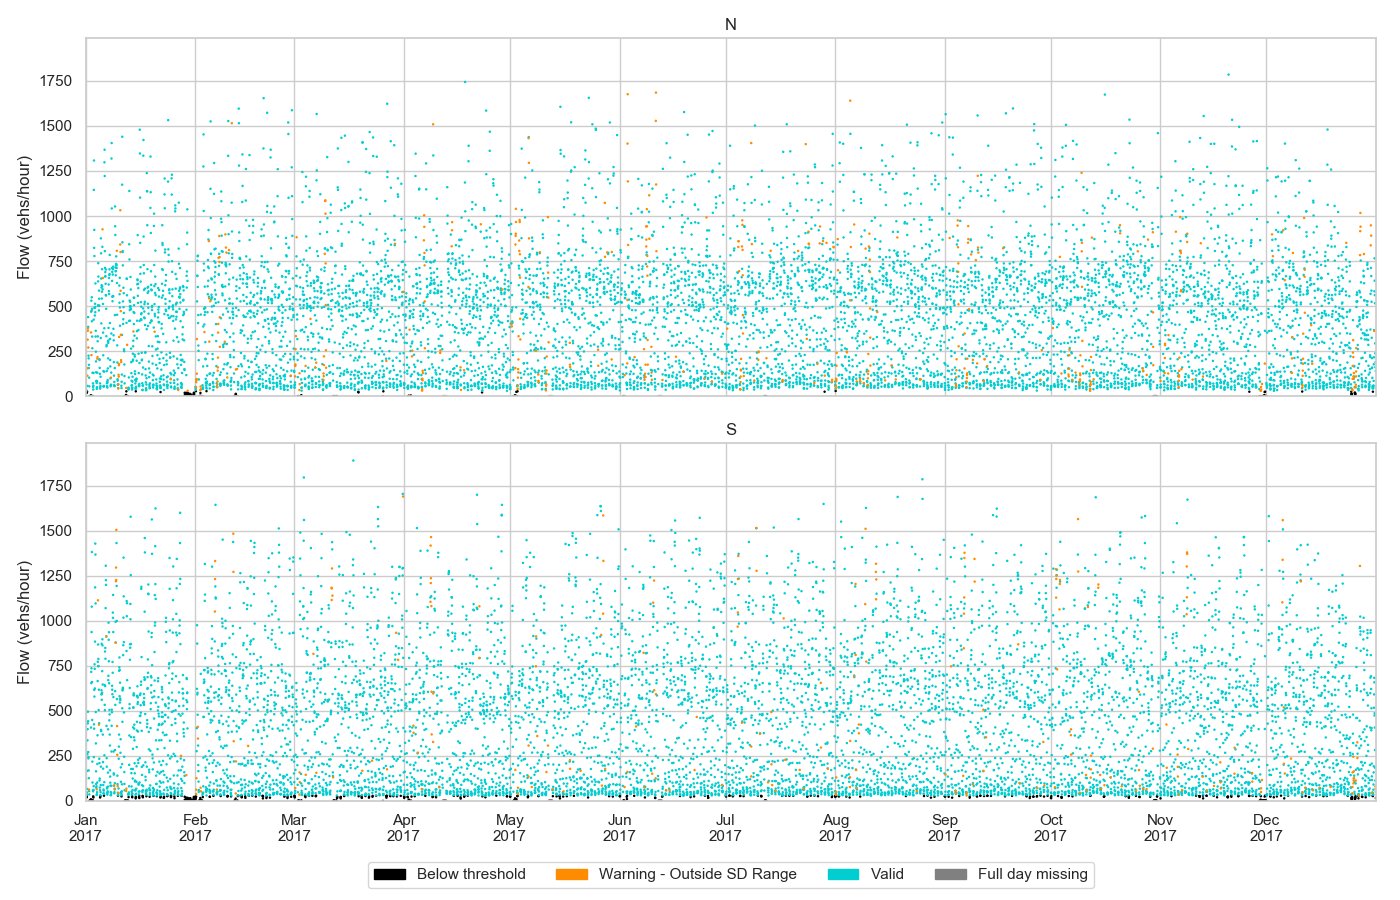 N
1750
1500
1250
1000
750
500
250
0
Flow (vehs/hour)
S
1750
1500
1250
1000
750
500
250
0
Flow (vehs/hour)
Jan Feb Mar Apr May Jun Jul Aug Sep Oct Nov Dec
2017 2017 2017 2017 2017 2017 2017 2017 2017 2017 2017 2017
Below threshold Warning - Outside SD Range Valid Full day missing